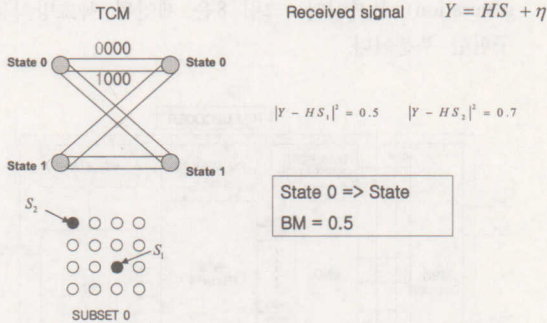 TCM
Received signal Y = HS + η
0000
State 0 State 0
1000
|Y - HS₁|² = 0.5 |Y - HS₂|² = 0.7
State 1 State 1
State 0 => State
BM = 0.5
S₂
S₁
SUBSET 0